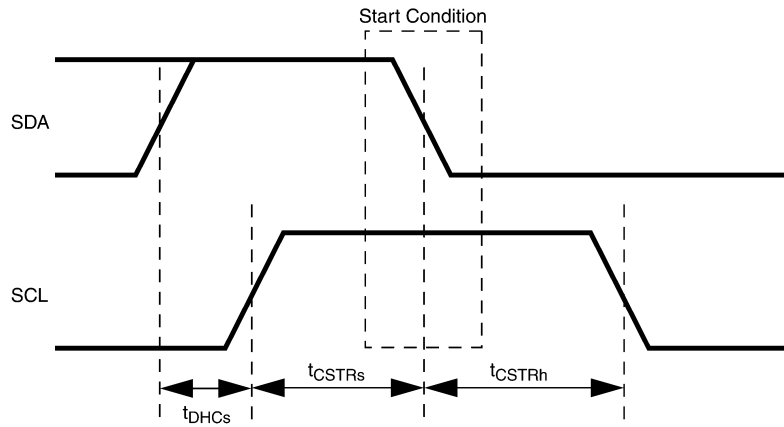 Start Condition
SDA
SCL
tCSTRs
tCSTRh
tDHCs